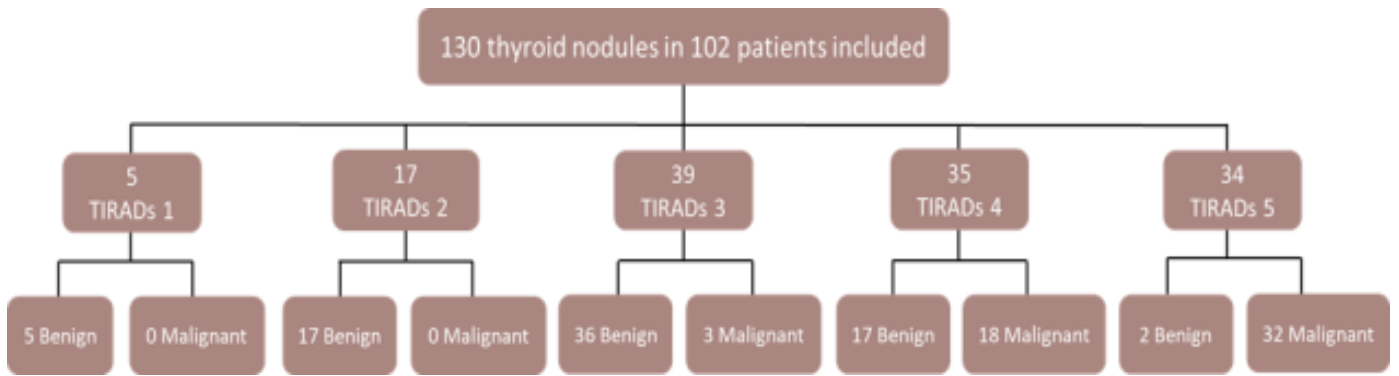 130 thyroid nodules in 102 patients included
5
TIRADs 1
17
TIRADs 2
39
TIRADs 3
35
TIRADs 4
34
TIRADs 5
5 Benign
0 Malignant
17 Benign
0 Malignant
36 Benign
3 Malignant
17 Benign
18 Malignant
2 Benign
32 Malignant